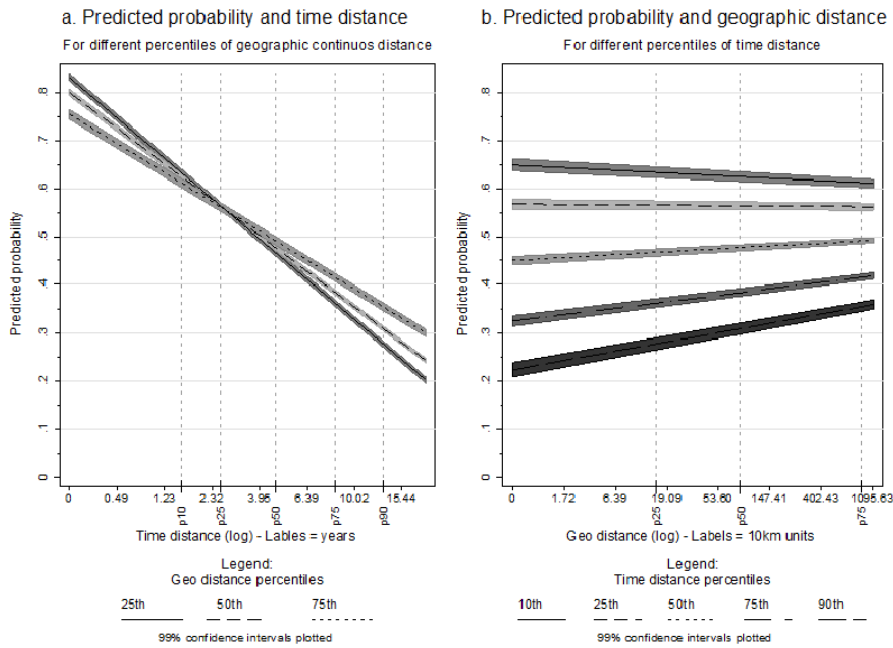 a. Predicted probability and time distance
For different percentiles of geographic continuos distance
Predicted probability
.8
.7
.6
.5
.4
.3
.2
.1
0
0 0.49 1.23 2.32 3.95 6.39 10.02 15.44
p10 p25 p50 p75 p90
Time distance (log) - Lables = years
Legend:
Geo distance percentiles
25th 50th 75th
99% confidence intervals plotted
b. Predicted probability and geographic distance
For different percentiles of time distance
Predicted probability
.8
.7
.6
.5
.4
.3
.2
.1
0
0 1.72 6.39 19.09 53.60 147.41 402.43 1095.63
p25 p50 p75
Geo distance (log) - Labels = 10km units
Legend:
Time distance percentiles
10th 25th 50th 75th 90th
99% confidence intervals plotted